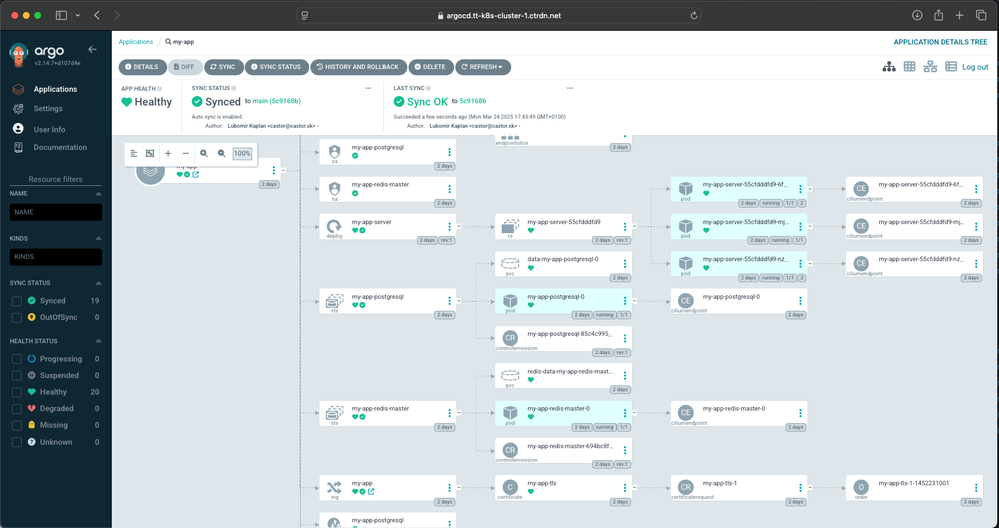 argocd.tt-k8s-cluster-1.ctrdn.net
argo
v2.14.7+d107d4e
Applications
Settings
User Info
Documentation
Resource filters
NAME
NAME
KINDS
KINDS
SYNC STATUS
Synced 19
OutOfSync 0
HEALTH STATUS
Progressing 0
Suspended 0
Healthy 20
Degraded 0
Missing 0
Unknown 0
Applications / my-app
APPLICATION DETAILS TREE
DETAILS DIFF SYNC SYNC STATUS HISTORY AND ROLLBACK DELETE REFRESH
Log out
APP HEALTH
Healthy
SYNC STATUS
Synced to main (5c9168b)
Auto sync is enabled.
Author: Lubomir Kaplan <castor@castor.sk> -
LAST SYNC
Sync OK to 5c9168b
Succeeded a few seconds ago (Mon Mar 24 2025 17:43:49 GMT+0100)
Author: Lubomir Kaplan <castor@castor.sk> -
100%
my-app
2 days
my-app-postgresql
sa
2 days
endpointslice
2 days
my-app-redis-master
sa
2 days
my-app-server-55cfdddfd9-6f...
pod
2 days running 1/1 2
CE
my-app-server-55cfdddfd9-6f...
ciliumendpoint
2 days
my-app-server
deploy
2 days rev:1
my-app-server-55cfdddfd9
rs
2 days rev:1
my-app-server-55cfdddfd9-mj...
pod
2 days running 1/1
CE
my-app-server-55cfdddfd9-mj...
ciliumendpoint
2 days
data-my-app-postgresql-0
pvc
2 days
my-app-server-55cfdddfd9-nz...
pod
2 days running 1/1 3
CE
my-app-server-55cfdddfd9-nz...
ciliumendpoint
2 days
my-app-postgresql
sts
2 days
my-app-postgresql-0
pod
2 days running 1/1
CE
my-app-postgresql-0
ciliumendpoint
2 days
CR
my-app-postgresql-85c4c995...
controllerrevision
2 days rev:1
redis-data-my-app-redis-mast...
pvc
2 days
my-app-redis-master
sts
2 days
my-app-redis-master-0
pod
2 days running 1/1
CE
my-app-redis-master-0
ciliumendpoint
2 days
CR
my-app-redis-master-694bc8f...
controllerrevision
2 days rev:1
my-app
ing
2 days
C
my-app-tls
certificate
2 days
CR
my-app-tls-1
certificaterequest
2 days
O
my-app-tls-1-1452231001
order
2 days
my-app-postgresql